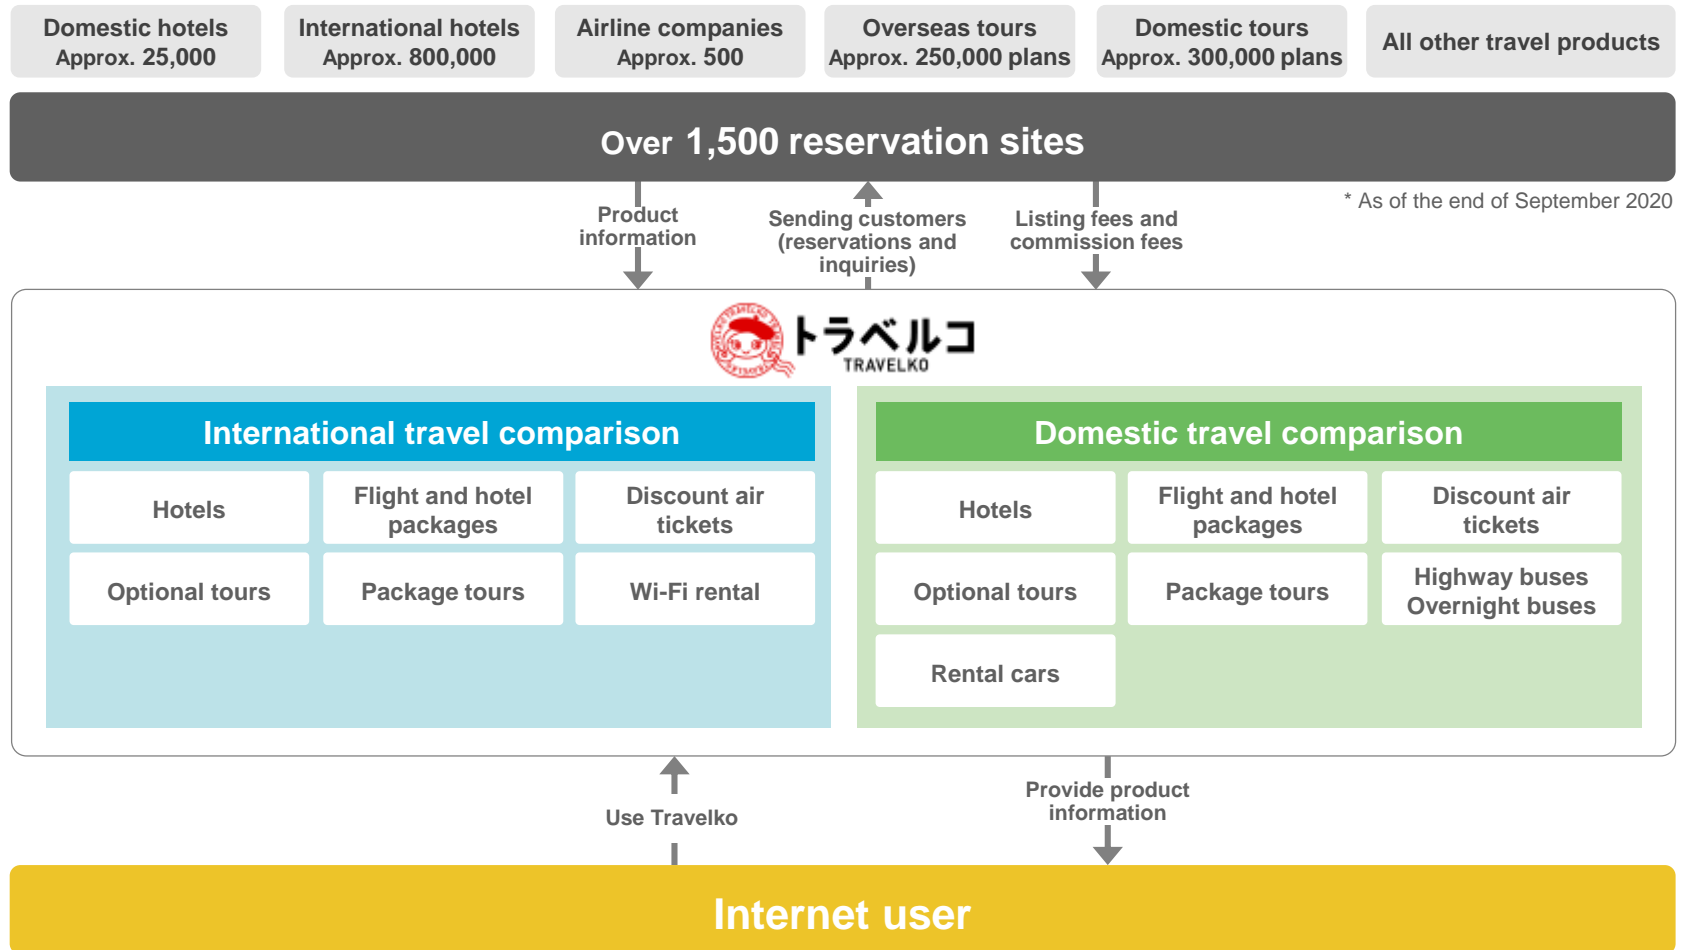 Domestic hotels
Approx. 25,000
International hotels
Approx. 800,000
Airline companies
Approx. 500
Overseas tours
Approx. 250,000 plans
Domestic tours
Approx. 300,000 plans
All other travel products
Over 1,500 reservation sites
* As of the end of September 2020
Product
information
Sending customers
(reservations and
inquiries)
Listing fees and
commission fees
トラベルコ
TRAVELKO
International travel comparison
Hotels
Flight and hotel
packages
Discount air
tickets
Optional tours
Package tours
Wi-Fi rental
Domestic travel comparison
Hotels
Flight and hotel
packages
Discount air
tickets
Optional tours
Package tours
Highway buses
Overnight buses
Rental cars
Use Travelko
Provide product
information
Internet user